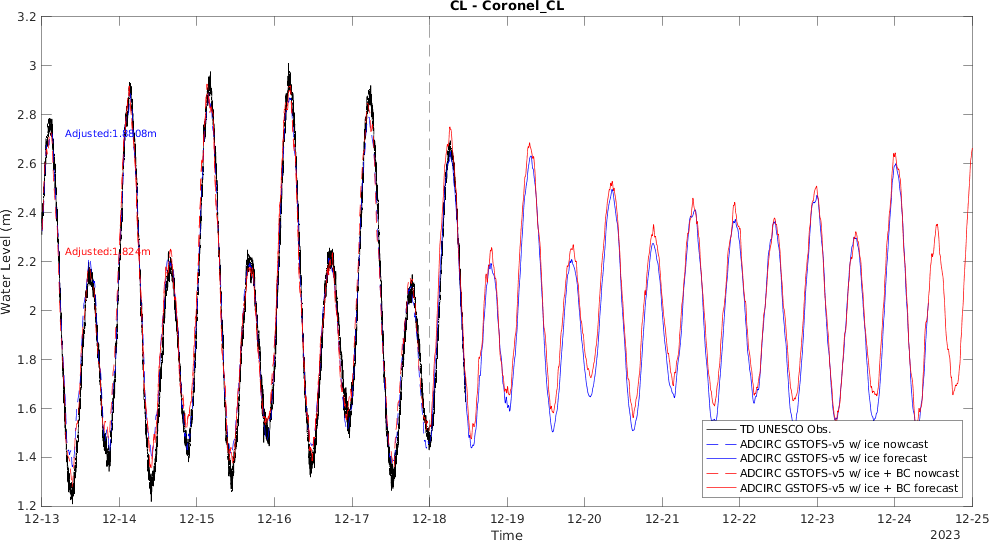 CL - Coronel_CL
3.2
3
2.8
2.6
2.4
2.2
2
1.8
1.6
1.4
1.2
Water Level (m)
Adjusted:1.8808m
Adjusted:1.824m
TD UNESCO Obs.
ADCIRC GSTOFS-v5 w/ ice nowcast
ADCIRC GSTOFS-v5 w/ ice forecast
ADCIRC GSTOFS-v5 w/ ice + BC nowcast
ADCIRC GSTOFS-v5 w/ ice + BC forecast
12-13 12-14 12-15 12-16 12-17 12-18 12-19 12-20 12-21 12-22 12-23 12-24 12-25
Time
2023